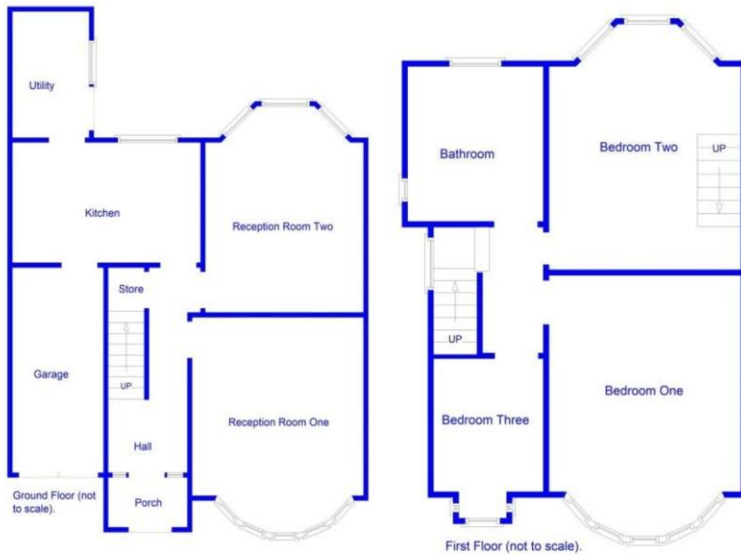 Utility
Kitchen
Reception Room Two
Store
Garage
UP
Reception Room One
Hall
Porch
Ground Floor (not
to scale).
Bathroom
Bedroom Two
UP
UP
Bedroom One
Bedroom Three
First Floor (not to scale).